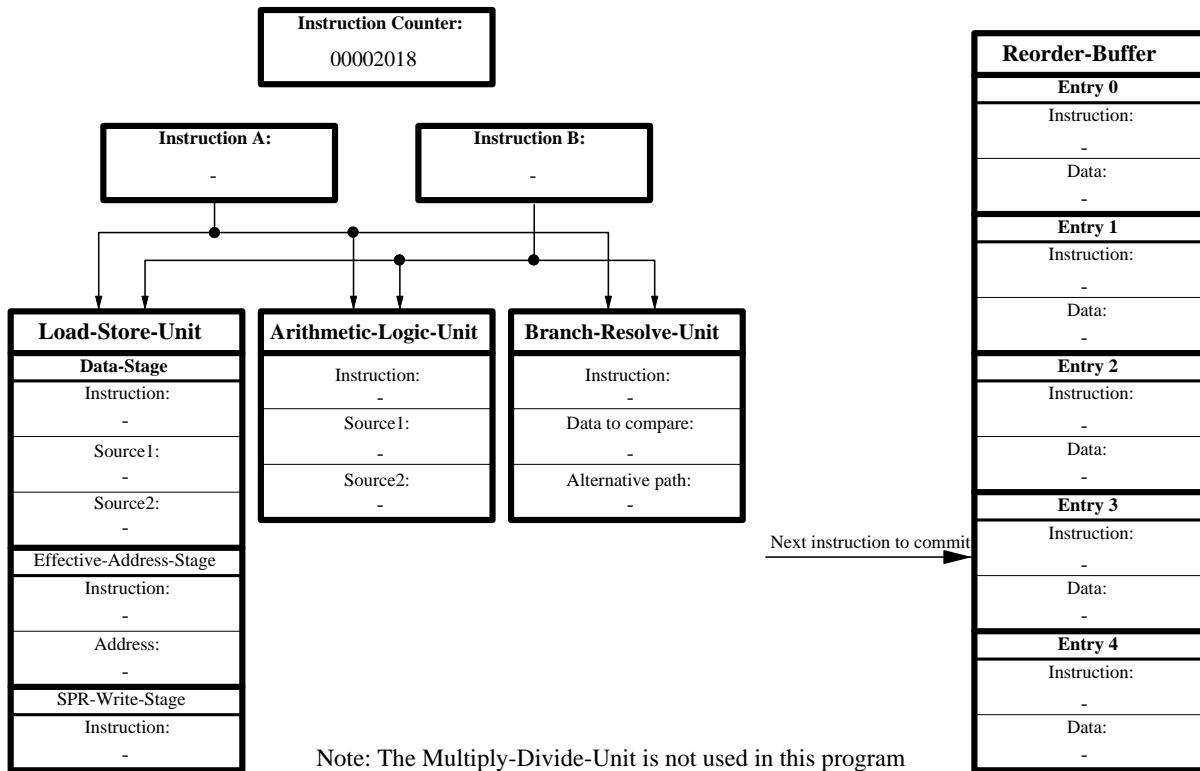 Instruction Counter:
00002018
Instruction A:
-
Instruction B:
-
Load-Store-Unit
Data-Stage
Instruction:
-
Source1:
-
Source2:
-
Effective-Address-Stage
Instruction:
-
Address:
-
SPR-Write-Stage
Instruction:
-
Arithmetic-Logic-Unit
Instruction:
-
Source1:
-
Source2:
-
Branch-Resolve-Unit
Instruction:
-
Data to compare:
-
Alternative path:
-
Next instruction to commit
Note: The Multiply-Divide-Unit is not used in this program
Reorder-Buffer
Entry 0
Instruction:
-
Data:
-
Entry 1
Instruction:
-
Data:
-
Entry 2
Instruction:
-
Data:
-
Entry 3
Instruction:
-
Data:
-
Entry 4
Instruction:
-
Data:
-